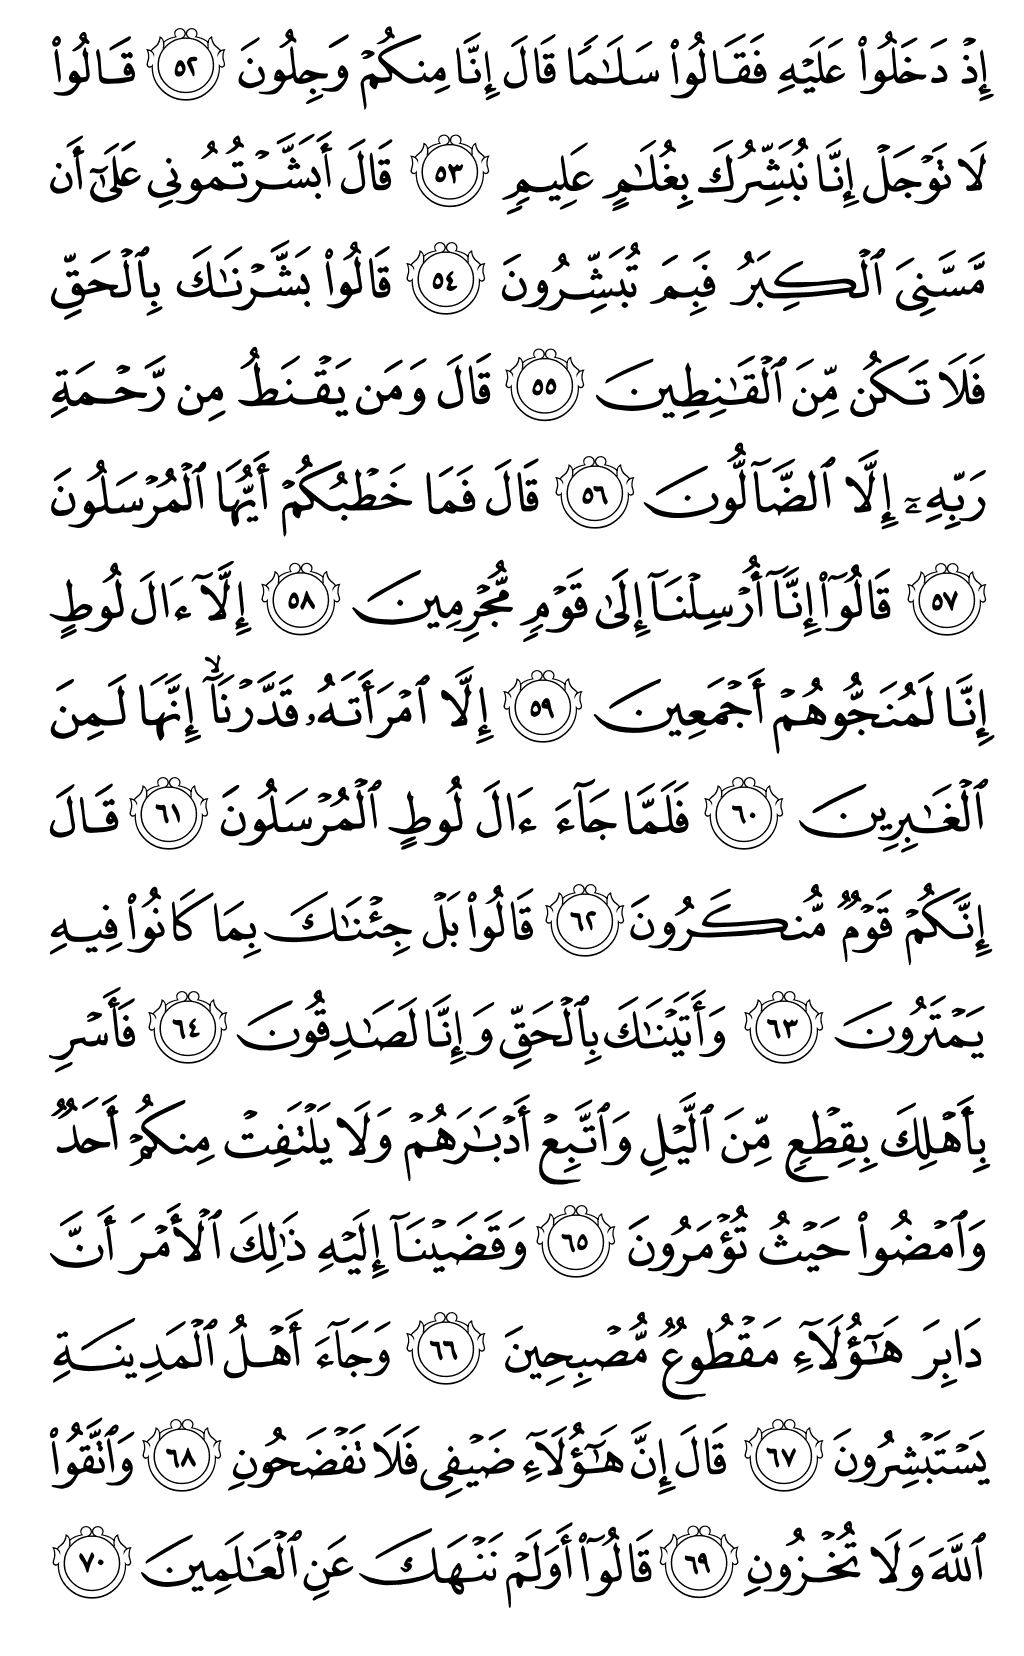 إِذۡ دَخَلُواْ عَلَيۡهِ فَقَالُواْ سَلَٰمٗا قَالَ إِنَّا مِنكُمۡ وَجِلُونَ ٥٢ قَالُواْ
لَا تَوۡجَلۡ إِنَّا نُبَشِّرُكَ بِغُلَٰمٍ عَلِيمٖ ٥٣ قَالَ أَبَشَّرۡتُمُونِي عَلَىٰٓ أَن
مَّسَّنِيَ ٱلۡكِبَرُ فَبِمَ تُبَشِّرُونَ ٥٤ قَالُواْ بَشَّرۡنَٰكَ بِٱلۡحَقِّ
فَلَا تَكُن مِّنَ ٱلۡقَٰنِطِينَ ٥٥ قَالَ وَمَن يَقۡنَطُ مِن رَّحۡمَةِ
رَبِّهِۦٓ إِلَّا ٱلضَّآلُّونَ ٥٦ قَالَ فَمَا خَطۡبُكُمۡ أَيُّهَا ٱلۡمُرۡسَلُونَ
٥٧ قَالُوٓاْ إِنَّآ أُرۡسِلۡنَآ إِلَىٰ قَوۡمٖ مُّجۡرِمِينَ ٥٨ إِلَّآ ءَالَ لُوطٍ
إِنَّا لَمُنَجُّوهُمۡ أَجۡمَعِينَ ٥٩ إِلَّا ٱمۡرَأَتَهُۥ قَدَّرۡنَآۙ إِنَّهَا لَمِنَ
ٱلۡغَٰبِرِينَ ٦٠ فَلَمَّا جَآءَ ءَالَ لُوطٍ ٱلۡمُرۡسَلُونَ ٦١ قَالَ
إِنَّكُمۡ قَوۡمٞ مُّنكَرُونَ ٦٢ قَالُواْ بَلۡ جِئۡنَٰكَ بِمَا كَانُواْ فِيهِ
يَمۡتَرُونَ ٦٣ وَأَتَيۡنَٰكَ بِٱلۡحَقِّ وَإِنَّا لَصَٰدِقُونَ ٦٤ فَأَسۡرِ
بِأَهۡلِكَ بِقِطۡعٖ مِّنَ ٱلَّيۡلِ وَٱتَّبِعۡ أَدۡبَٰرَهُمۡ وَلَا يَلۡتَفِتۡ مِنكُمۡ أَحَدٞ
وَٱمۡضُواْ حَيۡثُ تُؤۡمَرُونَ ٦٥ وَقَضَيۡنَآ إِلَيۡهِ ذَٰلِكَ ٱلۡأَمۡرَ أَنَّ
دَابِرَ هَٰٓؤُلَآءِ مَقۡطُوعٞ مُّصۡبِحِينَ ٦٦ وَجَآءَ أَهۡلُ ٱلۡمَدِينَةِ
يَسۡتَبۡشِرُونَ ٦٧ قَالَ إِنَّ هَٰٓؤُلَآءِ ضَيۡفِي فَلَا تَفۡضَحُونِ ٦٨ وَٱتَّقُواْ
ٱللَّهَ وَلَا تُخۡزُونِ ٦٩ قَالُوٓاْ أَوَلَمۡ نَنۡهَكَ عَنِ ٱلۡعَٰلَمِينَ ٧٠